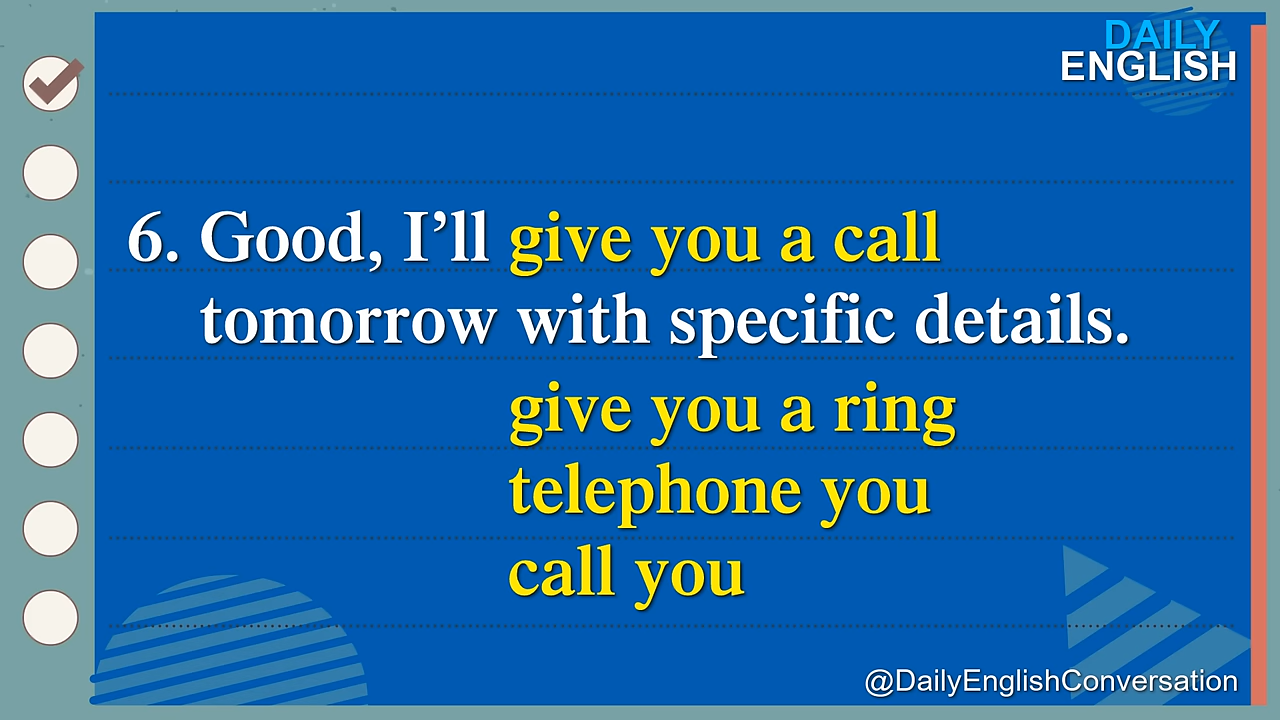 DAILY
ENGLISH
6. Good, I’ll give you a call
tomorrow with specific details.
give you a ring
telephone you
call you
@DailyEnglishConversation